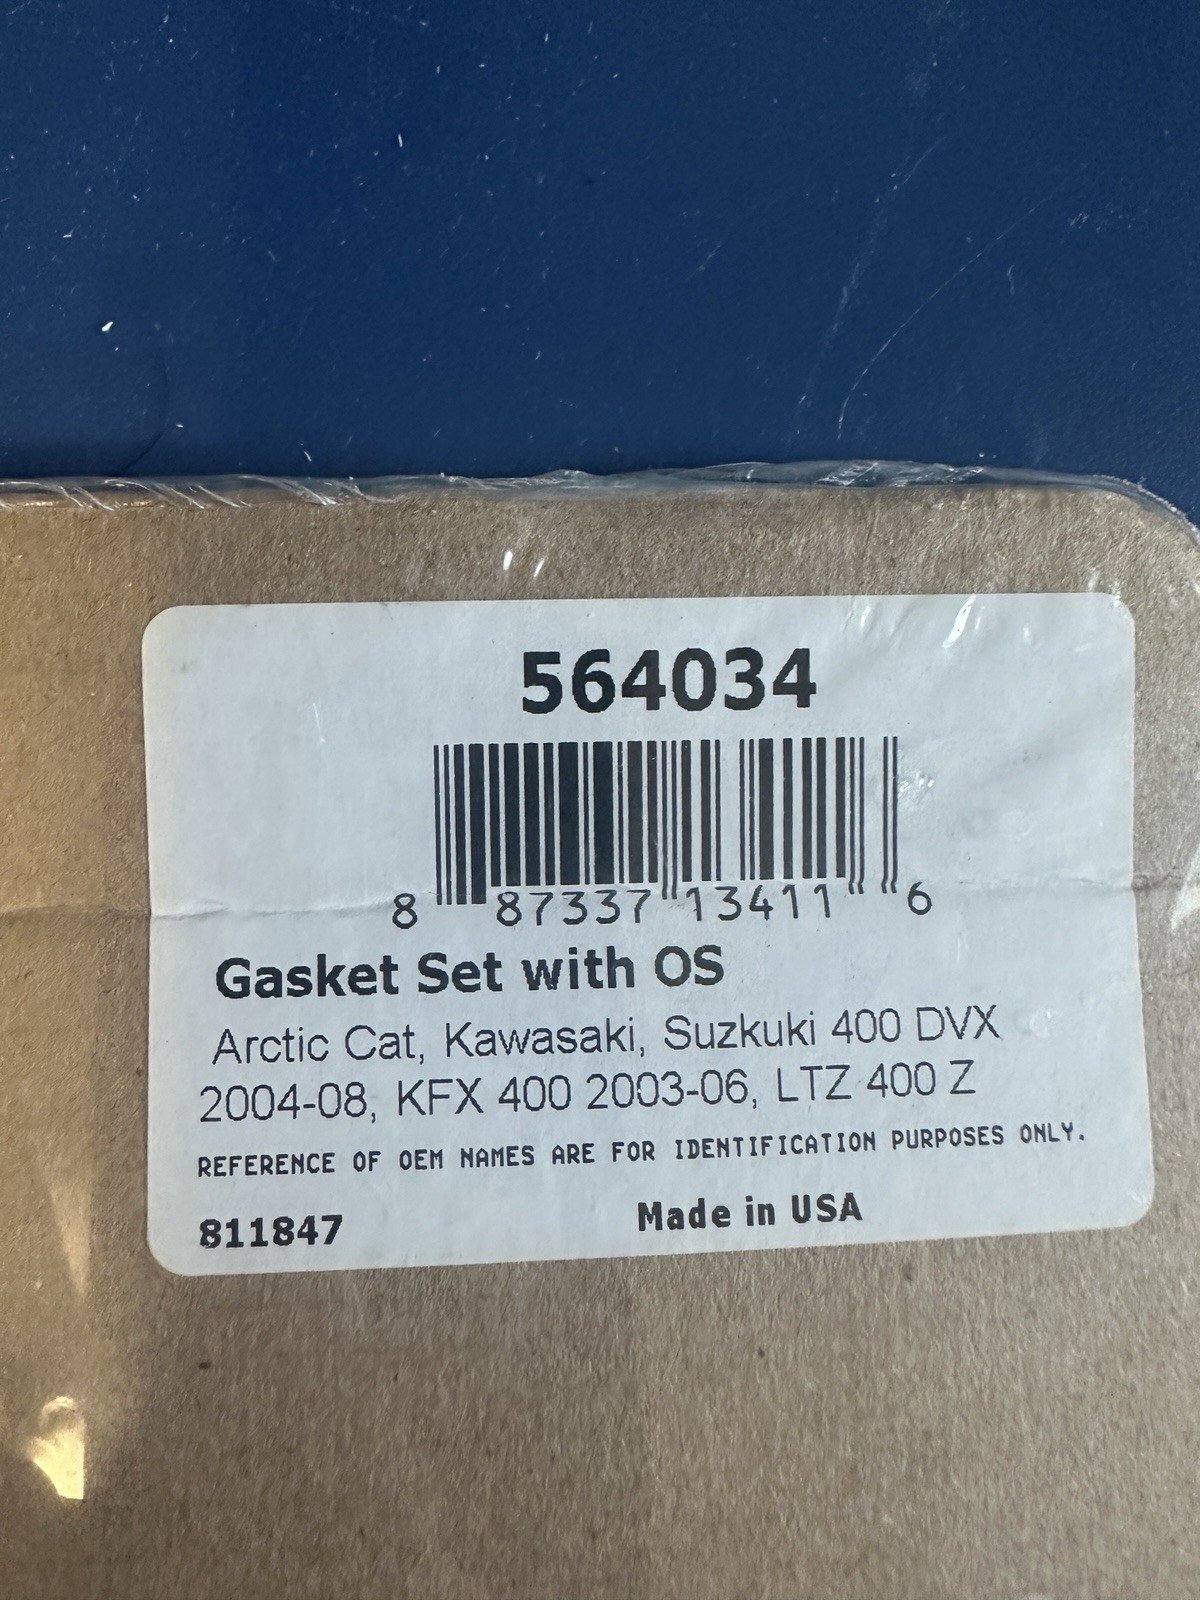 564034
8 87337 13411 6
Gasket Set with OS
Arctic Cat, Kawasaki, Suzkuki 400 DVX
2004-08, KFX 400 2003-06, LTZ 400 Z
REFERENCE OF OEM NAMES ARE FOR IDENTIFICATION PURPOSES ONLY.
811847 Made in USA